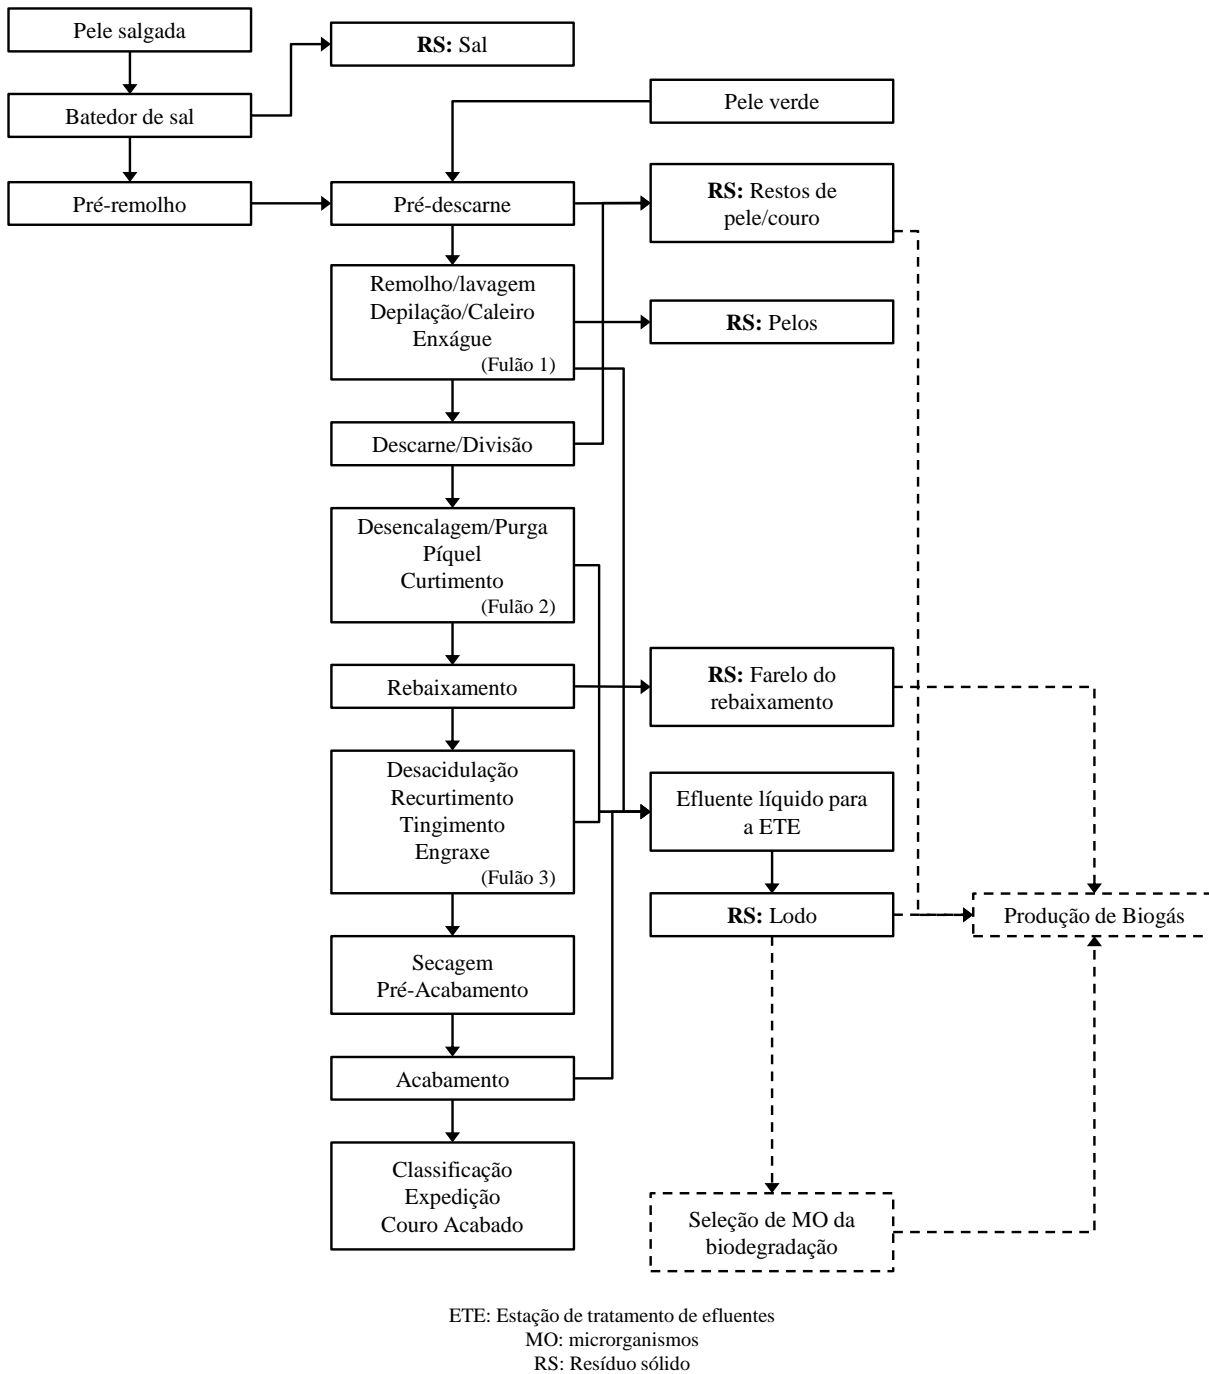 Pele salgada
RS: Sal
Batedor de sal
Pele verde
Pré-remolho
Pré-descarne
RS: Restos de
pele/couro
Remolho/lavagem
Depilação/Caleiro
Enxágue
(Fulão 1)
RS: Pelos
Descarne/Divisão
Desencalagem/Purga
Píquel
Curtimento
(Fulão 2)
Rebaixamento
RS: Farelo do
rebaixamento
Desacidulação
Recurtimento
Tingimento
Engraxe
(Fulão 3)
Efluente líquido para
a ETE
RS: Lodo
Produção de Biogás
Secagem
Pré-Acabamento
Acabamento
Classificação
Expedição
Couro Acabado
Seleção de MO da
biodegradação
ETE: Estação de tratamento de efluentes
MO: microrganismos
RS: Resíduo sólido